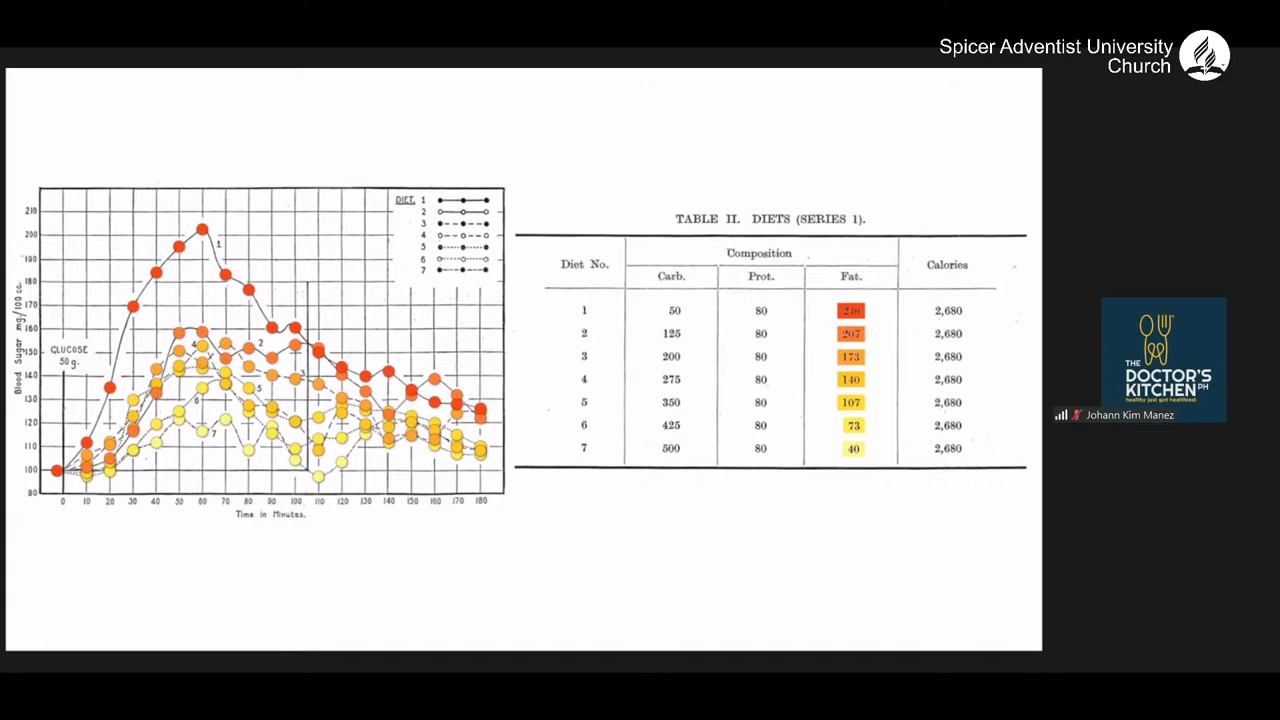 Spicer Adventist University
Church
DIET. 1
2
3
4
5
6
7
210
200
190
180
170
160
150
140
130
120
110
100
90
Blood Sugar mg/100 cc.
GLUCOSE
50 g.
1
2
3
4
5
6
7
0 10 20 30 40 50 60 70 80 90 100 110 120 130 140 150 160 170 180
Time in Minutes.
TABLE II. DIETS (SERIES 1).
Diet No. Composition Calories
Carb. Prot. Fat.
1 50 80 240 2,680
2 125 80 207 2,680
3 200 80 173 2,680
4 275 80 140 2,680
5 350 80 107 2,680
6 425 80 73 2,680
7 500 80 40 2,680
THE
DOCTOR'S
KITCHEN PH
healthy just got healthiest
Johann Kim Manez